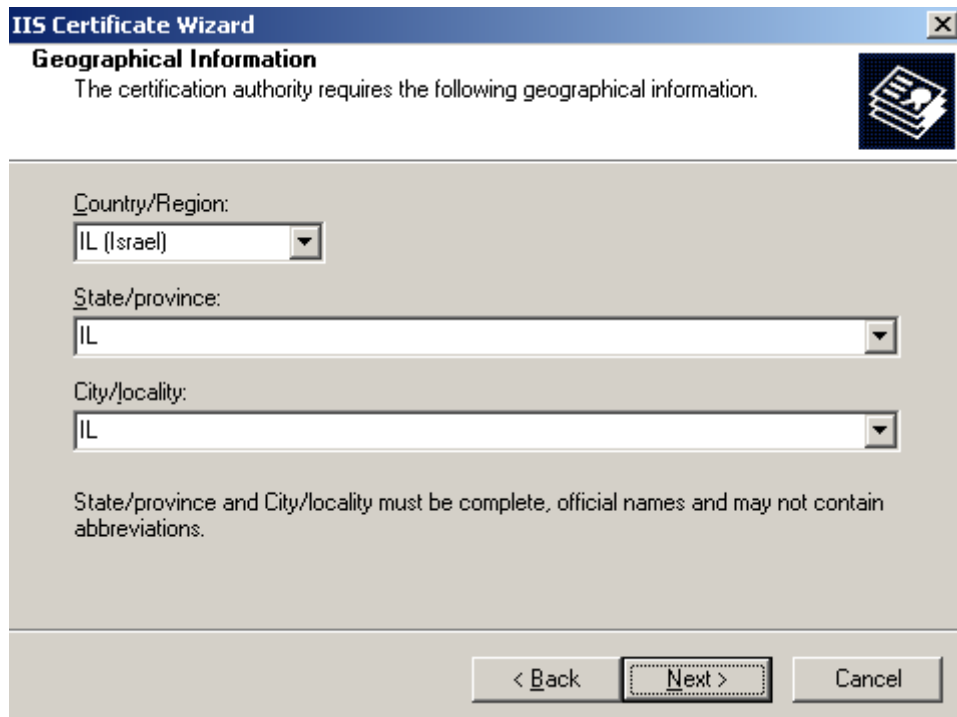 IIS Certificate Wizard
Geographical Information
The certification authority requires the following geographical information.
Country/Region:
IL (Israel)
State/province:
IL
City/locality:
IL
State/province and City/locality must be complete, official names and may not contain
abbreviations.
< Back Next > Cancel